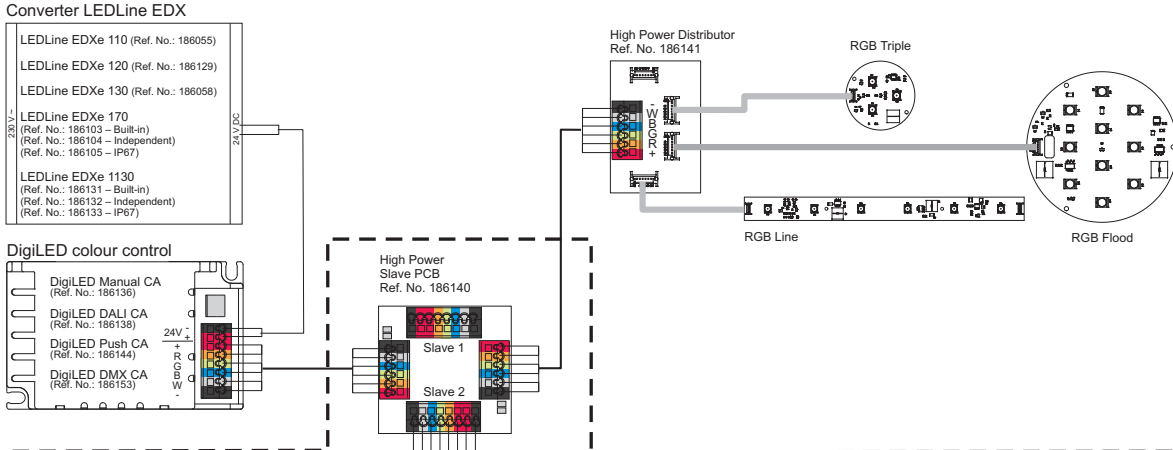 Converter LEDLine EDX
LEDLine EDXe 110 (Ref. No.: 186055)
LEDLine EDXe 120 (Ref. No.: 186129)
LEDLine EDXe 130 (Ref. No.: 186058)
LEDLine EDXe 170
(Ref. No.: 186103 – Built-in)
(Ref. No.: 186104 – Independent)
(Ref. No.: 186105 – IP67)
LEDLine EDXe 1130
(Ref. No.: 186131 – Built-in)
(Ref. No.: 186132 – Independent)
(Ref. No.: 186133 – IP67)
230 V ~
24 V DC
DigiLED colour control
DigiLED Manual CA
(Ref. No.: 186136)
DigiLED DALI CA
(Ref. No.: 186138)
DigiLED Push CA
(Ref. No.: 186144)
DigiLED DMX CA
(Ref. No.: 186153)
24V -
+
+
R
G
B
W
-
High Power
Slave PCB
Ref. No. 186140
Slave 1
Slave 2
High Power Distributor
Ref. No. 186141
-
W
B
G
R
+
RGB Triple
RGB Line
RGB Flood